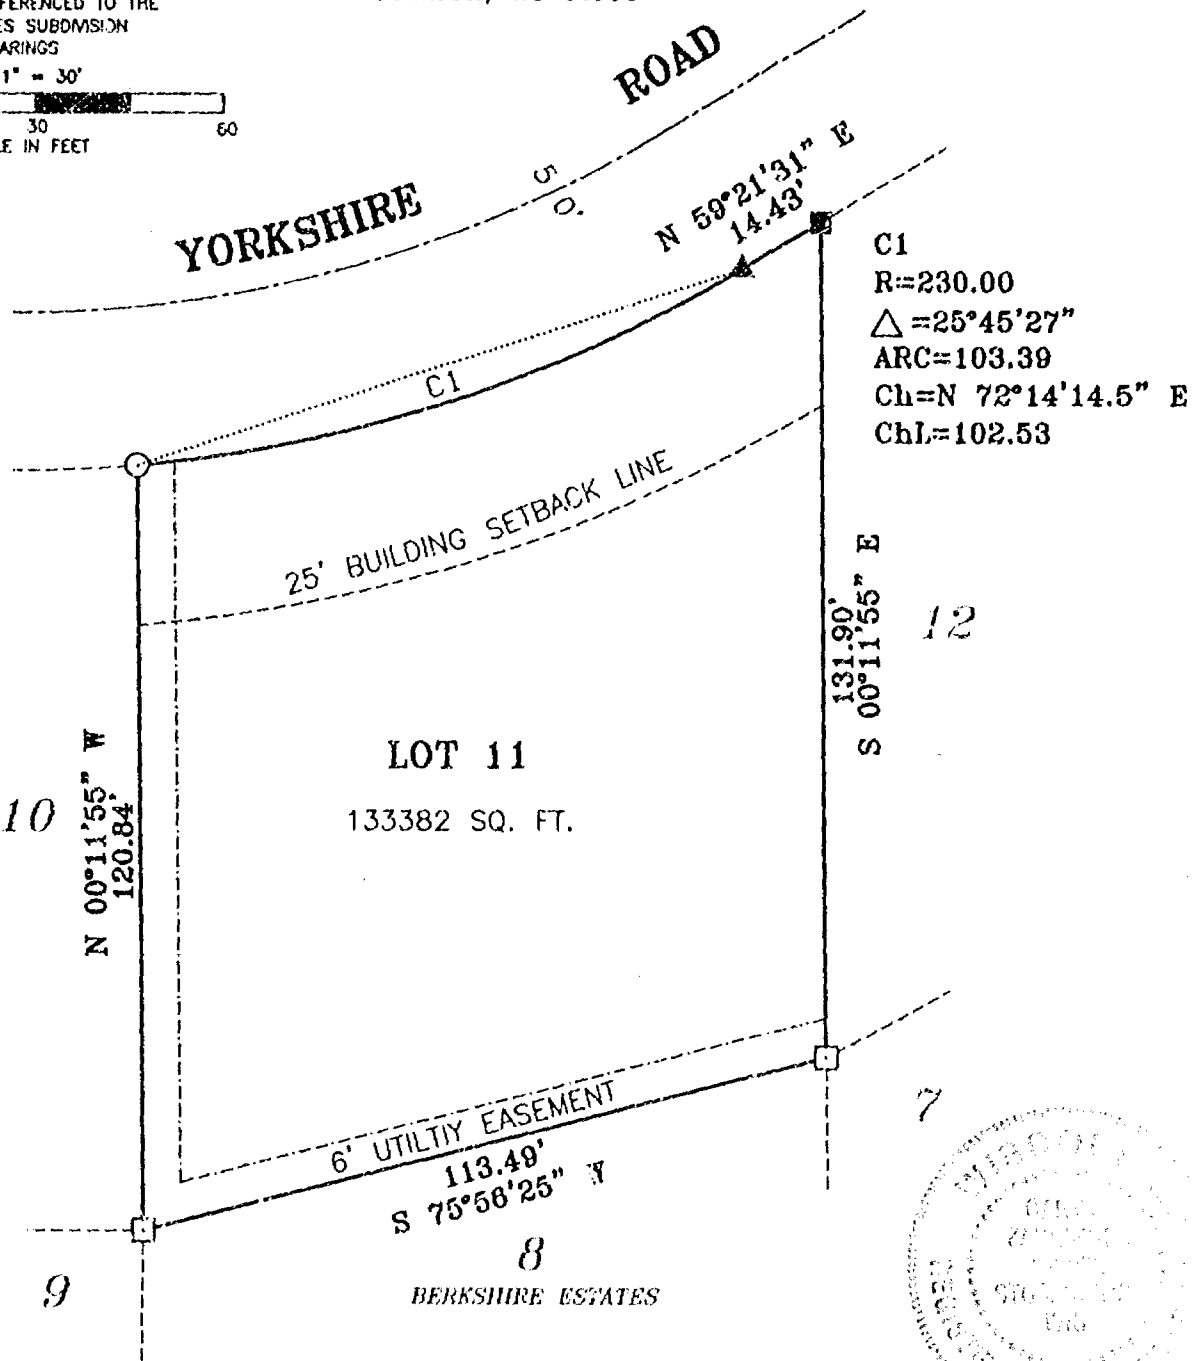 FERENCED TO THE
ES SUBDIVISION
ARINGS
1" = 30'
30 60
LE IN FEET
ROAD
50'
YORKSHIRE
N 59°21'31" E
14.43'
C1
R=230.00
△=25°45'27"
ARC=103.39
Ch=N 72°14'14.5" E
ChL=102.53
C1
25' BUILDING SETBACK LINE
131.90'
S 00°11'55" E
12
LOT 11
133382 SQ. FT.
10
N 00°11'55" W
120.84'
6' UTILTIY EASEMENT
113.49'
S 75°56'25" W
7
8
BERKSHIRE ESTATES
9